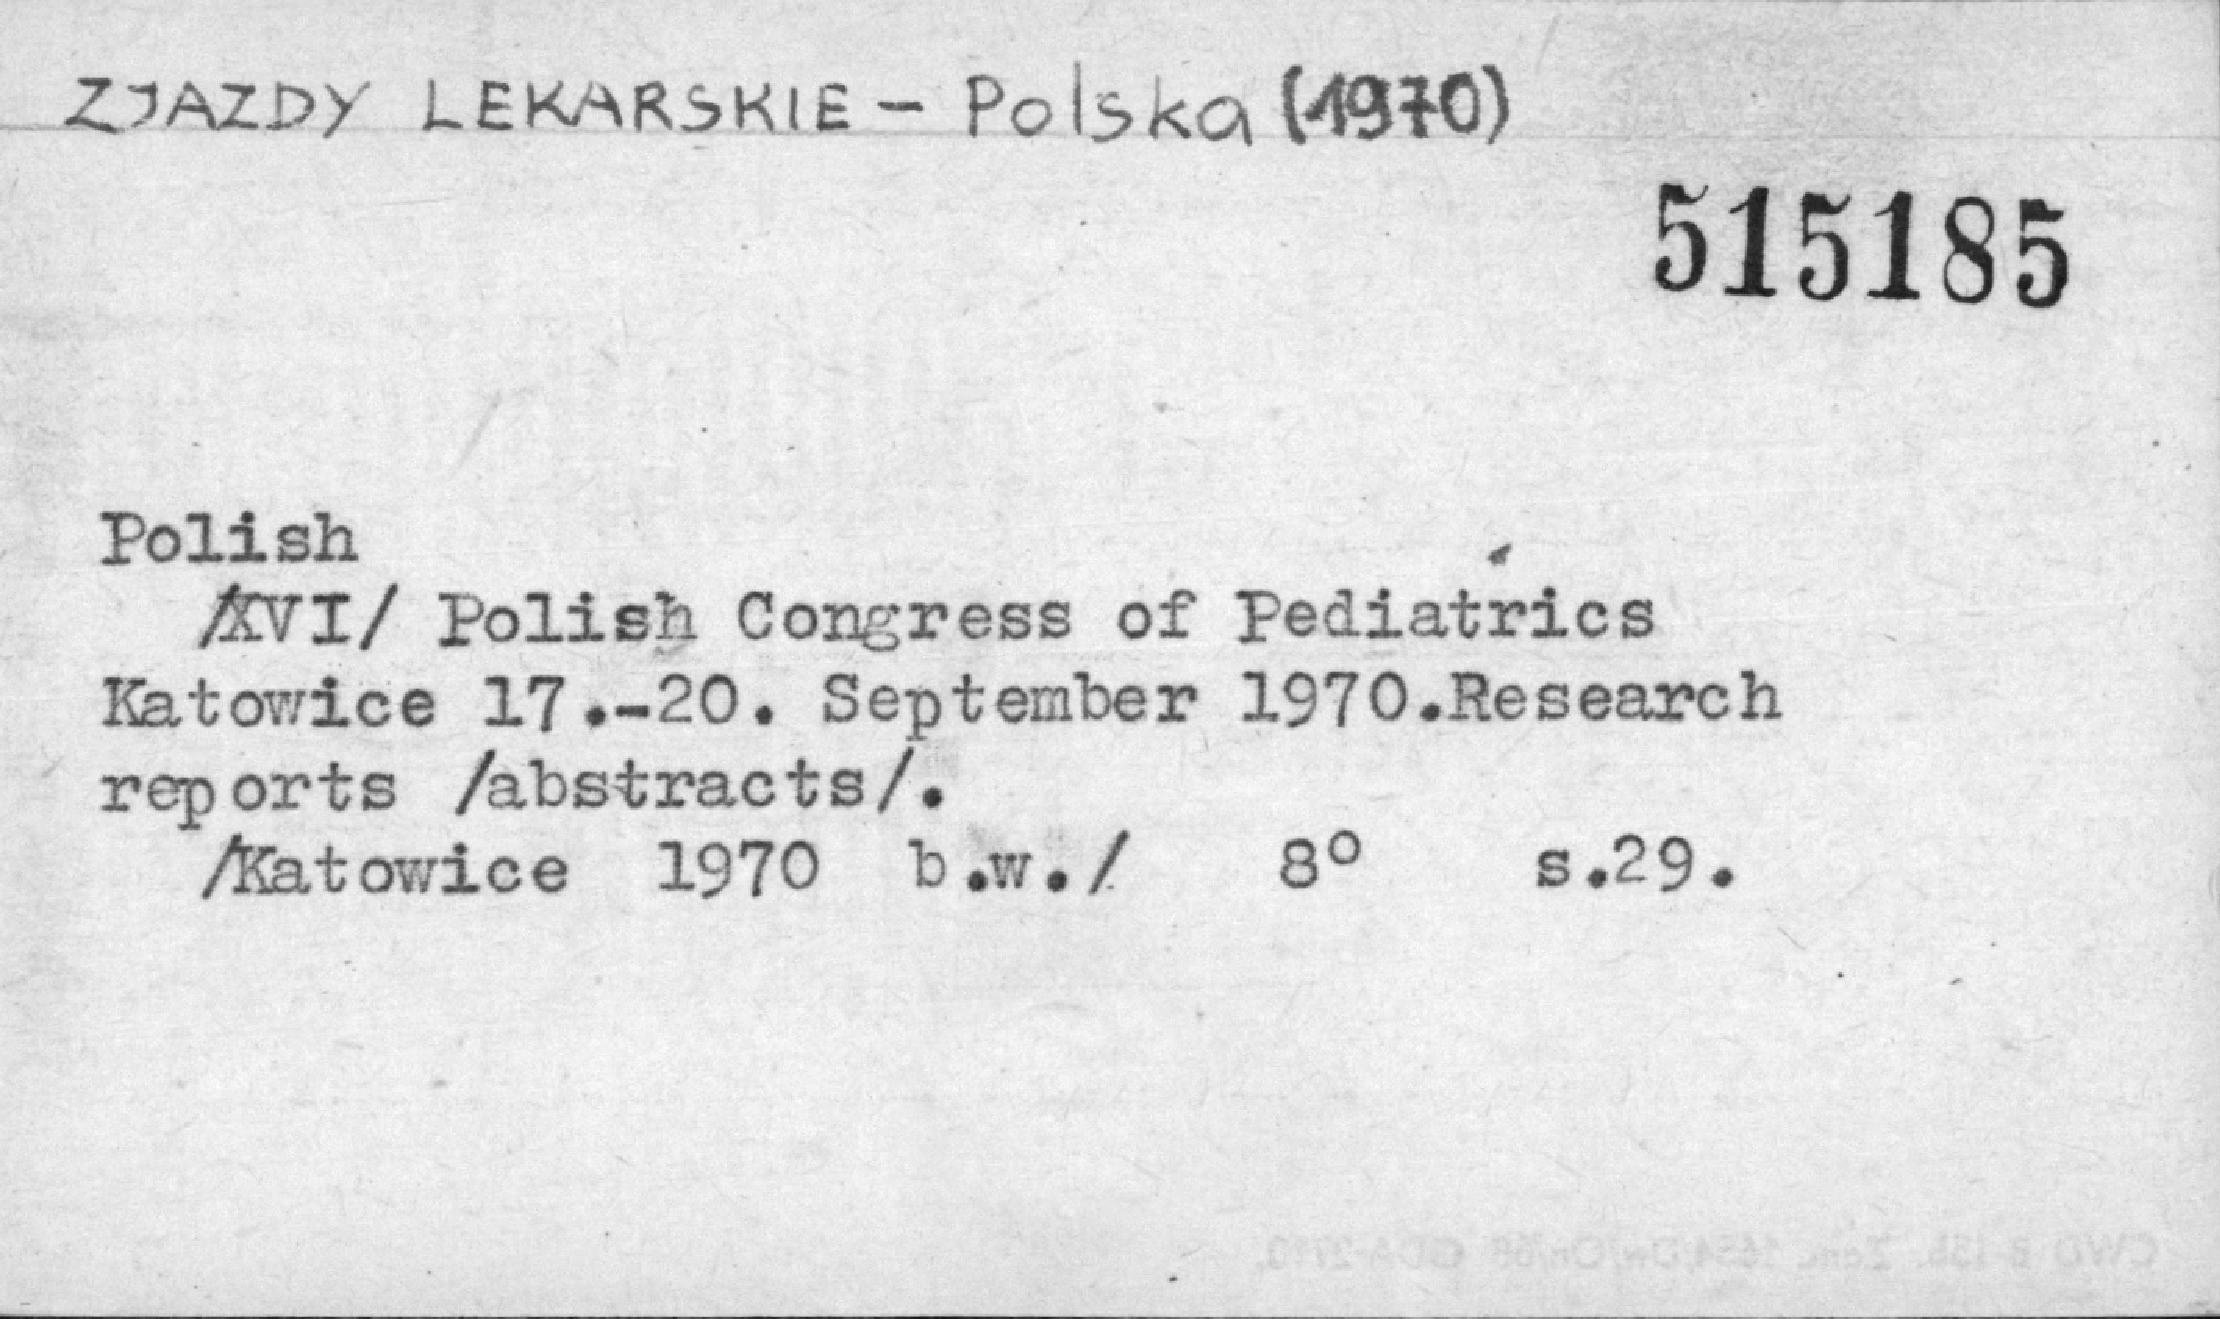 ZJAZDY LEKARSKIE - Polska (1970)
515185
Polish
/XVI/ Polish Congress of Pediatrics
Katowice 17.-20. September 1970.Research
reports /abstracts/.
/Katowice 1970 b.w./ 8° s.29.